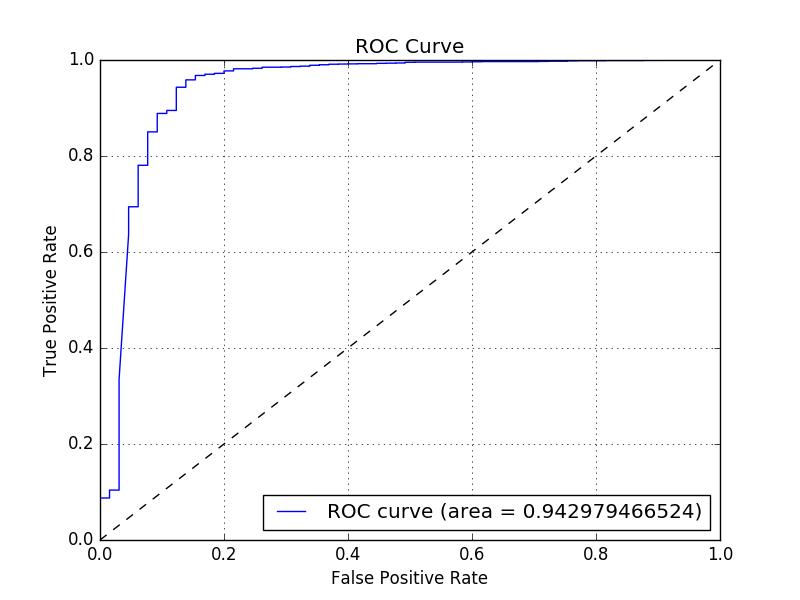 ROC Curve
1.0
0.8
0.6
0.4
0.2
0.0
True Positive Rate
ROC curve (area = 0.942979466524)
0.0 0.2 0.4 0.6 0.8 1.0
False Positive Rate